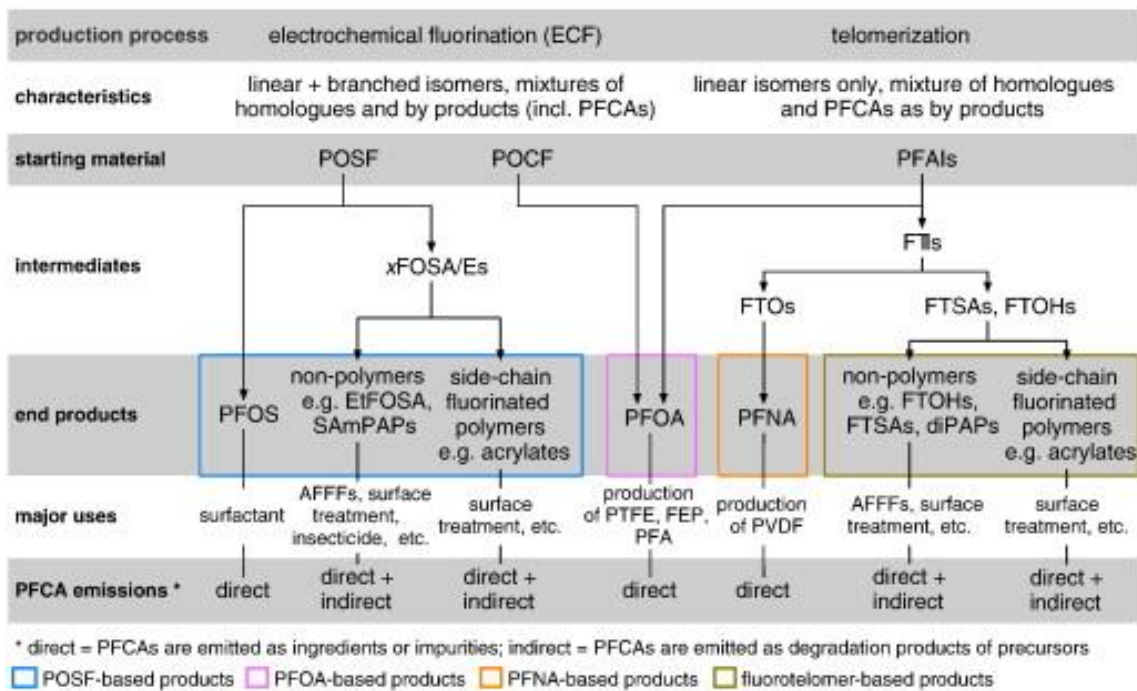 production process electrochemical fluorination (ECF) telomerization
characteristics
linear + branched isomers, mixtures of
homologues and by products (incl. PFCAs)
linear isomers only, mixture of homologues
and PFCAs as by products
starting material POSF POCF PFAIs
intermediates
FTIs
xFOSA/Es
FTOs FTSAs, FTOHs
end products
PFOS
non-polymers
e.g. EtFOSA,
SAmPAPs
side-chain
fluorinated
polymers
e.g. acrylates
PFOA
PFNA
non-polymers
e.g. FTOHs,
FTSAs, diPAPs
side-chain
fluorinated
polymers
e.g. acrylates
major uses
surfactant
AFFFs, surface
treatment,
insecticide, etc.
surface
treatment, etc.
production
of PTFE, FEP,
PFA
production
of PVDF
AFFFs, surface
treatment, etc.
surface
treatment, etc.
PFCA emissions *
direct
direct +
indirect
direct +
indirect
direct
direct
direct +
indirect
direct +
indirect
* direct = PFCAs are emitted as ingredients or impurities; indirect = PFCAs are emitted as degradation products of precursors
POSF-based products PFOA-based products PFNA-based products fluorotelomer-based products